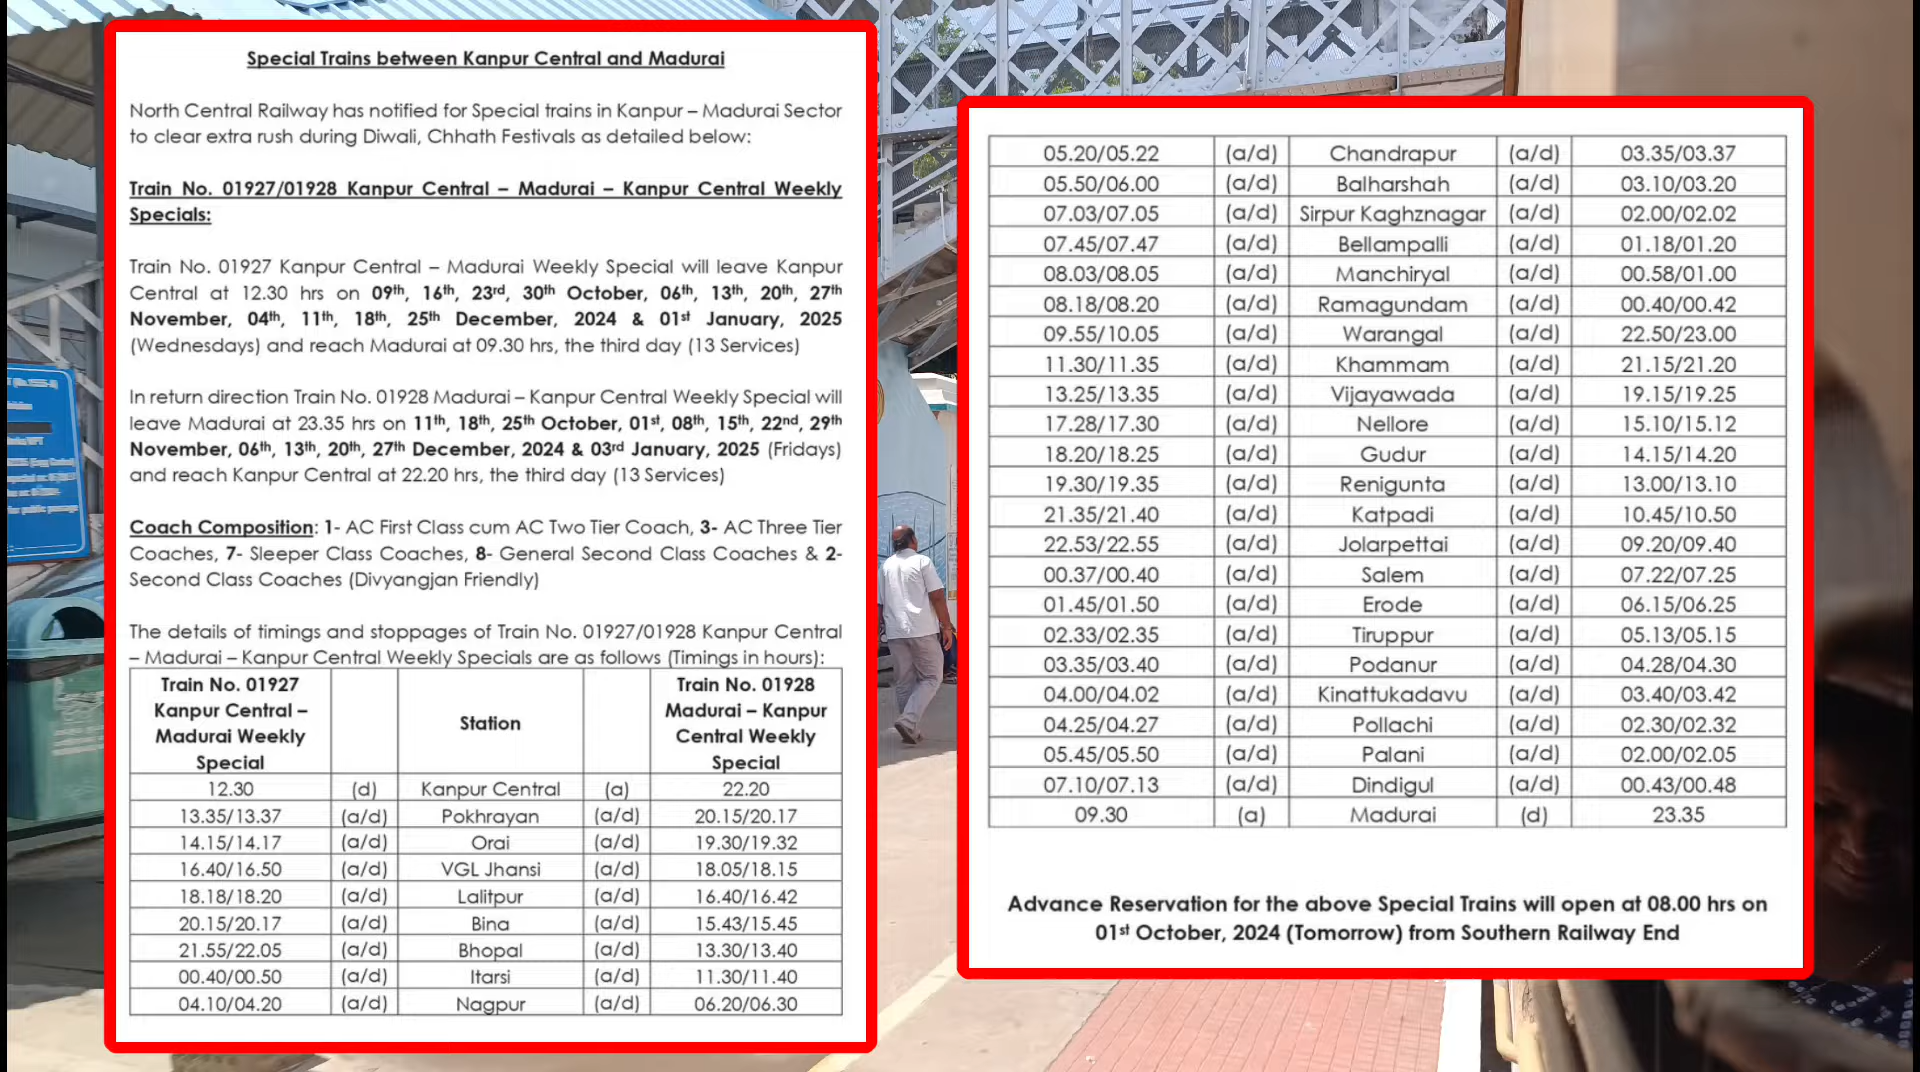 Special Trains between Kanpur Central and Madurai
North Central Railway has notified for Special trains in Kanpur – Madurai Sector
to clear extra rush during Diwali, Chhath Festivals as detailed below:
Train No. 01927/01928 Kanpur Central – Madurai – Kanpur Central Weekly
Specials:
Train No. 01927 Kanpur Central – Madurai Weekly Special will leave Kanpur
Central at 12.30 hrs on 09th, 16th, 23rd, 30th October, 06th, 13th, 20th, 27th
November, 04th, 11th, 18th, 25th December, 2024 & 01st January, 2025
(Wednesdays) and reach Madurai at 09.30 hrs, the third day (13 Services)
In return direction Train No. 01928 Madurai – Kanpur Central Weekly Special will
leave Madurai at 23.35 hrs on 11th, 18th, 25th October, 01st, 08th, 15th, 22nd, 29th
November, 06th, 13th, 20th, 27th December, 2024 & 03rd January, 2025 (Fridays)
and reach Kanpur Central at 22.20 hrs, the third day (13 Services)
Coach Composition: 1- AC First Class cum AC Two Tier Coach, 3- AC Three Tier
Coaches, 7- Sleeper Class Coaches, 8- General Second Class Coaches & 2-
Second Class Coaches (Divyangjan Friendly)
The details of timings and stoppages of Train No. 01927/01928 Kanpur Central
– Madurai – Kanpur Central Weekly Specials are as follows (Timings in hours):
Train No. 01927 Kanpur Central – Madurai Weekly Special Station Train No. 01928 Madurai – Kanpur Central Weekly Special
12.30 (d) Kanpur Central (a) 22.20
13.35/13.37 (a/d) Pokhrayan (a/d) 20.15/20.17
14.15/14.17 (a/d) Orai (a/d) 19.30/19.32
16.40/16.50 (a/d) VGL Jhansi (a/d) 18.05/18.15
18.18/18.20 (a/d) Lalitpur (a/d) 16.40/16.42
20.15/20.17 (a/d) Bina (a/d) 15.43/15.45
21.55/22.05 (a/d) Bhopal (a/d) 13.30/13.40
00.40/00.50 (a/d) Itarsi (a/d) 11.30/11.40
04.10/04.20 (a/d) Nagpur (a/d) 06.20/06.30
05.20/05.22 (a/d) Chandrapur (a/d) 03.35/03.37
05.50/06.00 (a/d) Balharshah (a/d) 03.10/03.20
07.03/07.05 (a/d) Sirpur Kaghznagar (a/d) 02.00/02.02
07.45/07.47 (a/d) Bellampalli (a/d) 01.18/01.20
08.03/08.05 (a/d) Manchiryal (a/d) 00.58/01.00
08.18/08.20 (a/d) Ramagundam (a/d) 00.40/00.42
09.55/10.05 (a/d) Warangal (a/d) 22.50/23.00
11.30/11.35 (a/d) Khammam (a/d) 21.15/21.20
13.25/13.35 (a/d) Vijayawada (a/d) 19.15/19.25
17.28/17.30 (a/d) Nellore (a/d) 15.10/15.12
18.20/18.25 (a/d) Gudur (a/d) 14.15/14.20
19.30/19.35 (a/d) Renigunta (a/d) 13.00/13.10
21.35/21.40 (a/d) Katpadi (a/d) 10.45/10.50
22.53/22.55 (a/d) Jolarpettai (a/d) 09.20/09.40
00.37/00.40 (a/d) Salem (a/d) 07.22/07.25
01.45/01.50 (a/d) Erode (a/d) 06.15/06.25
02.33/02.35 (a/d) Tiruppur (a/d) 05.13/05.15
03.35/03.40 (a/d) Podanur (a/d) 04.28/04.30
04.00/04.02 (a/d) Kinattukadavu (a/d) 03.40/03.42
04.25/04.27 (a/d) Pollachi (a/d) 02.30/02.32
05.45/05.50 (a/d) Palani (a/d) 02.00/02.05
07.10/07.13 (a/d) Dindigul (a/d) 00.43/00.48
09.30 (a) Madurai (d) 23.35
Advance Reservation for the above Special Trains will open at 08.00 hrs on
01st October, 2024 (Tomorrow) from Southern Railway End